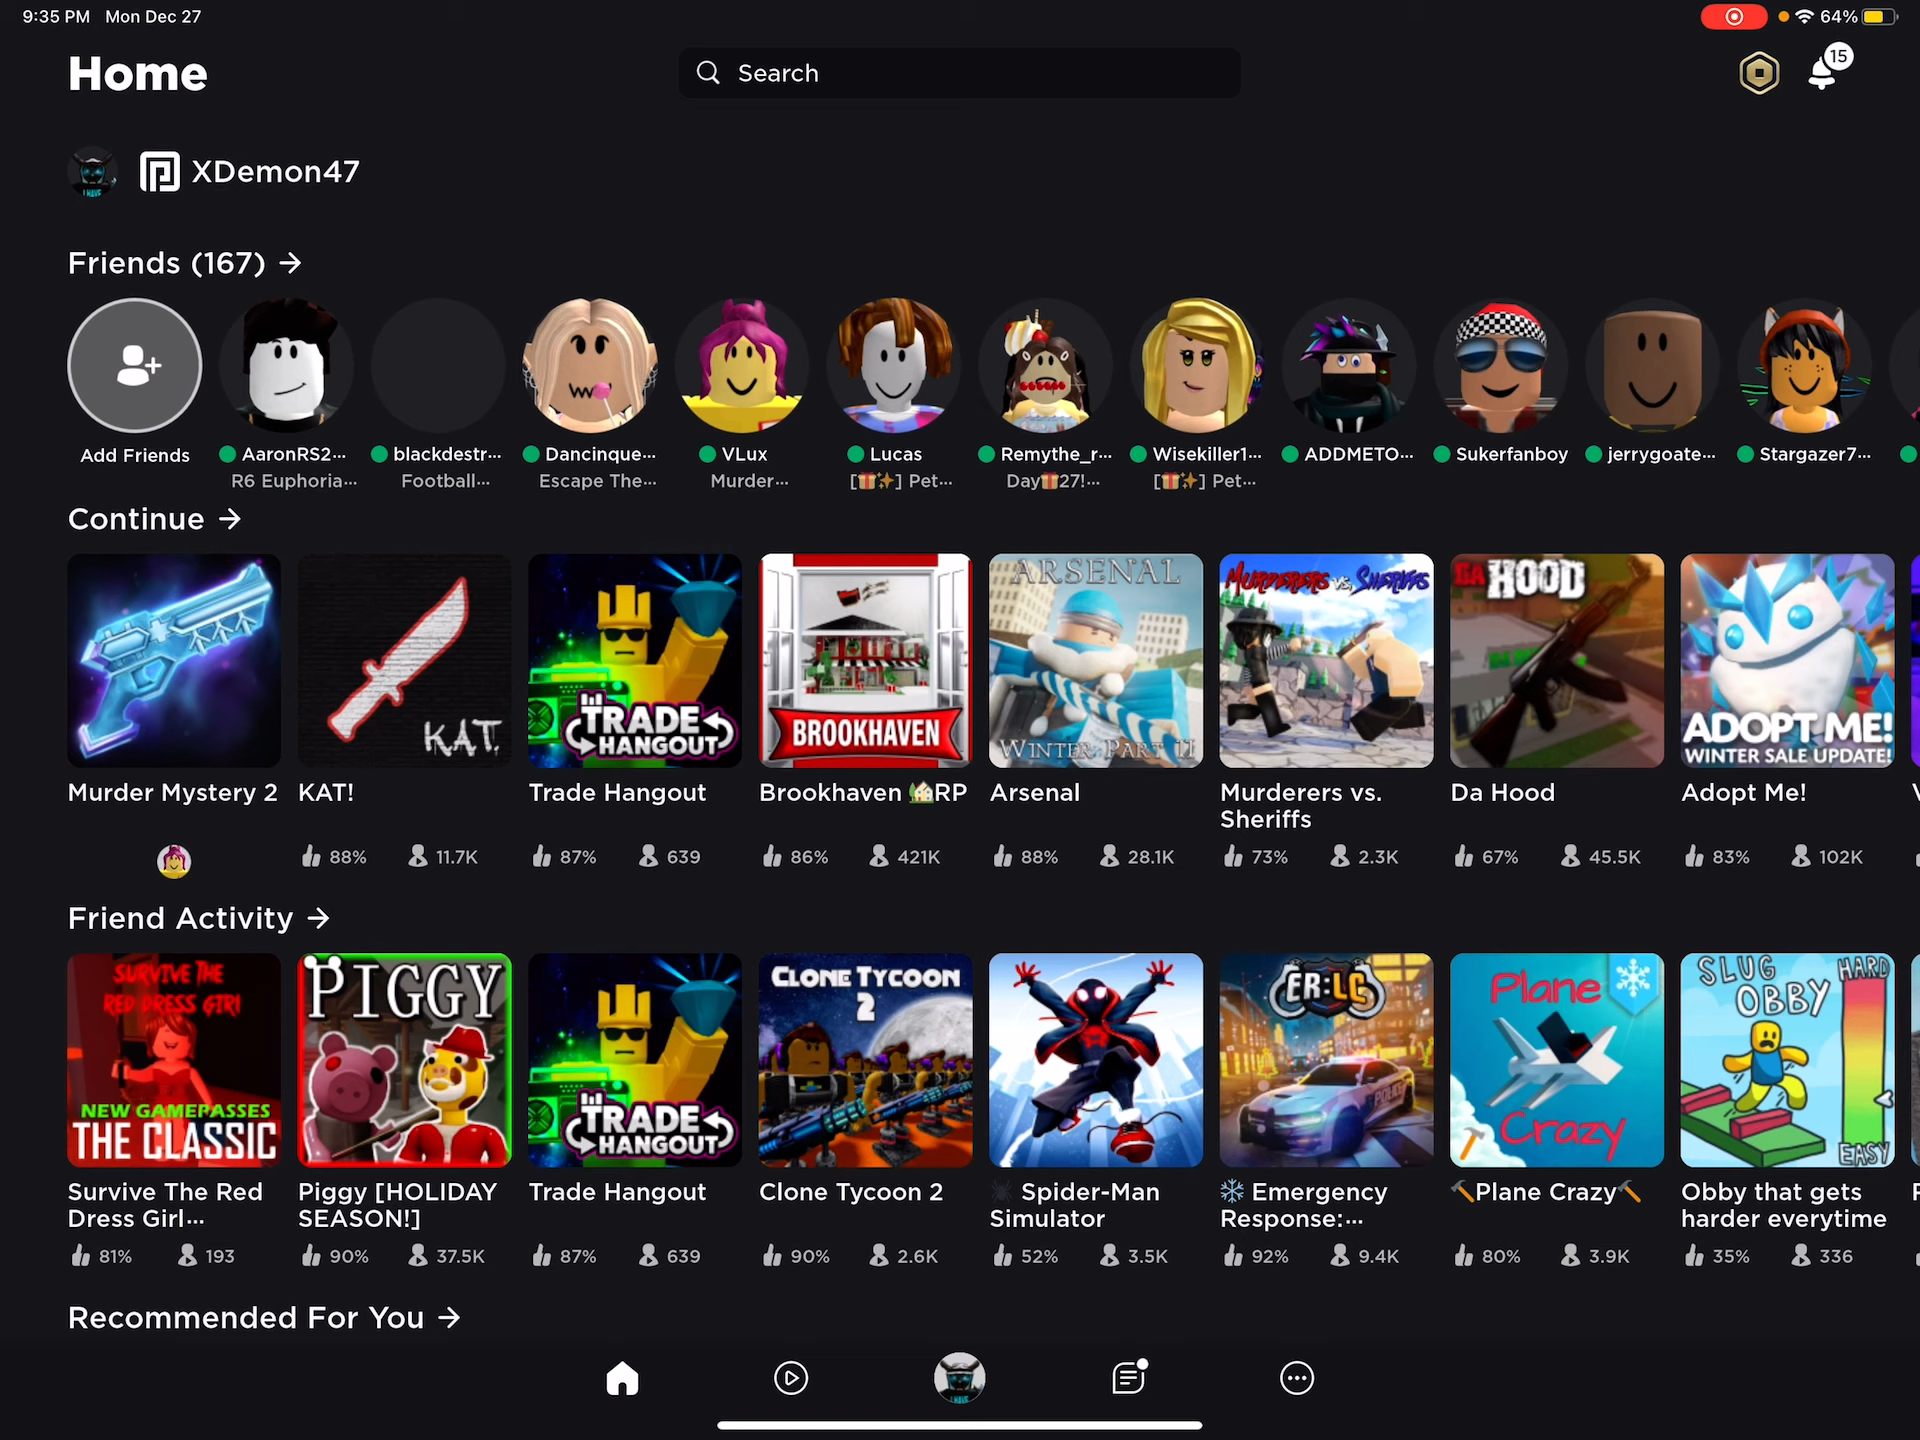 9:35 PM Mon Dec 27
64%
Home
Search
15
XDemon47
Friends (167) →
Add Friends
AaronRS2...
R6 Euphoria...
blackdestr...
Football...
Dancinque...
Escape The...
VLux
Murder...
Lucas
[🎁✨] Pet...
Remythe_r...
Day🎁27!...
Wisekiller1...
[🎁✨] Pet...
ADDMETO...
Sukerfanboy
jerrygoate...
Stargazer7...
Continue →
KAT.
TRADE
HANGOUT
BROOKHAVEN
ARSENAL
WINTER: PART II
MURDERERS VS. SHERIFFS
DA HOOD
ADOPT ME!
WINTER SALE UPDATE!
Murder Mystery 2
KAT!
Trade Hangout
Brookhaven 🏡RP
Arsenal
Murderers vs.
Sheriffs
Da Hood
Adopt Me!
88% 11.7K
87% 639
86% 421K
88% 28.1K
73% 2.3K
67% 45.5K
83% 102K
Friend Activity →
SURVIVE THE
RED DRESS GIRL
NEW GAMEPASSES
THE CLASSIC
PIGGY
TRADE
HANGOUT
CLONE TYCOON
2
ER:LC
POLICE
Plane
Crazy
SLUG
OBBY
HARD
EASY
Survive The Red
Dress Girl...
Piggy [HOLIDAY
SEASON!]
Trade Hangout
Clone Tycoon 2
🕷 Spider-Man
Simulator
❄️ Emergency
Response:...
🔨Plane Crazy🔨
Obby that gets
harder everytime
81% 193
90% 37.5K
87% 639
90% 2.6K
52% 3.5K
92% 9.4K
80% 3.9K
35% 336
Recommended For You →
I HAVE